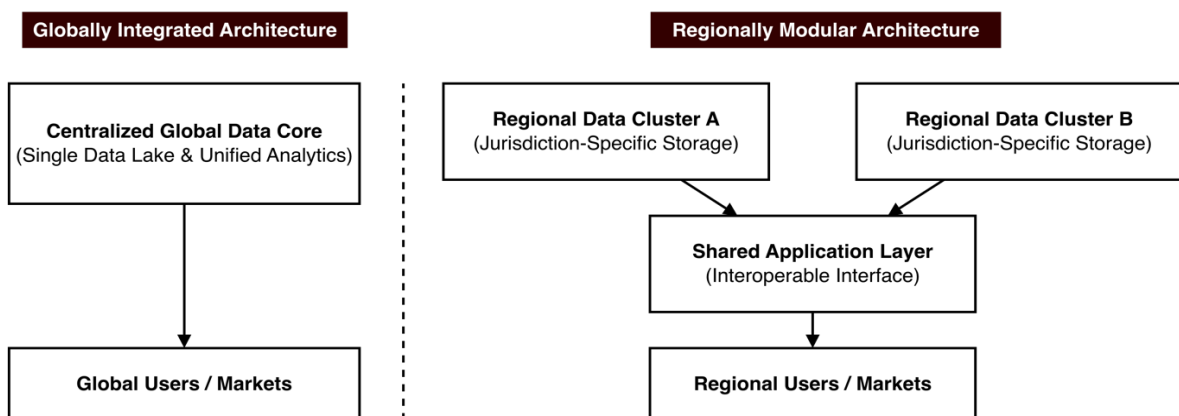 Globally Integrated Architecture
Centralized Global Data Core
(Single Data Lake & Unified Analytics)
Global Users / Markets
Regionally Modular Architecture
Regional Data Cluster A
(Jurisdiction-Specific Storage)
Regional Data Cluster B
(Jurisdiction-Specific Storage)
Shared Application Layer
(Interoperable Interface)
Regional Users / Markets